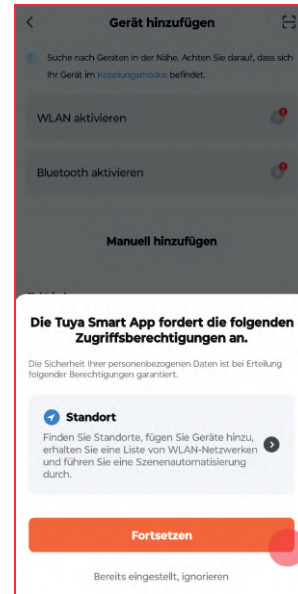 Gerät hinzufügen
Suche nach Geräten in der Nähe. Achten Sie darauf, dass sich
Ihr Gerät im Kopplungsmodus befindet.
WLAN aktivieren
Bluetooth aktivieren
Manuell hinzufügen
Die Tuya Smart App fordert die folgenden
Zugriffsberechtigungen an.
Die Sicherheit Ihrer personenbezogenen Daten ist bei Erteilung
folgender Berechtigungen garantiert.
Standort
Finden Sie Standorte, fügen Sie Geräte hinzu,
erhalten Sie eine Liste von WLAN-Netzwerken
und führen Sie eine Szenenautomatisierung
durch.
Fortsetzen
Bereits eingestellt, ignorieren